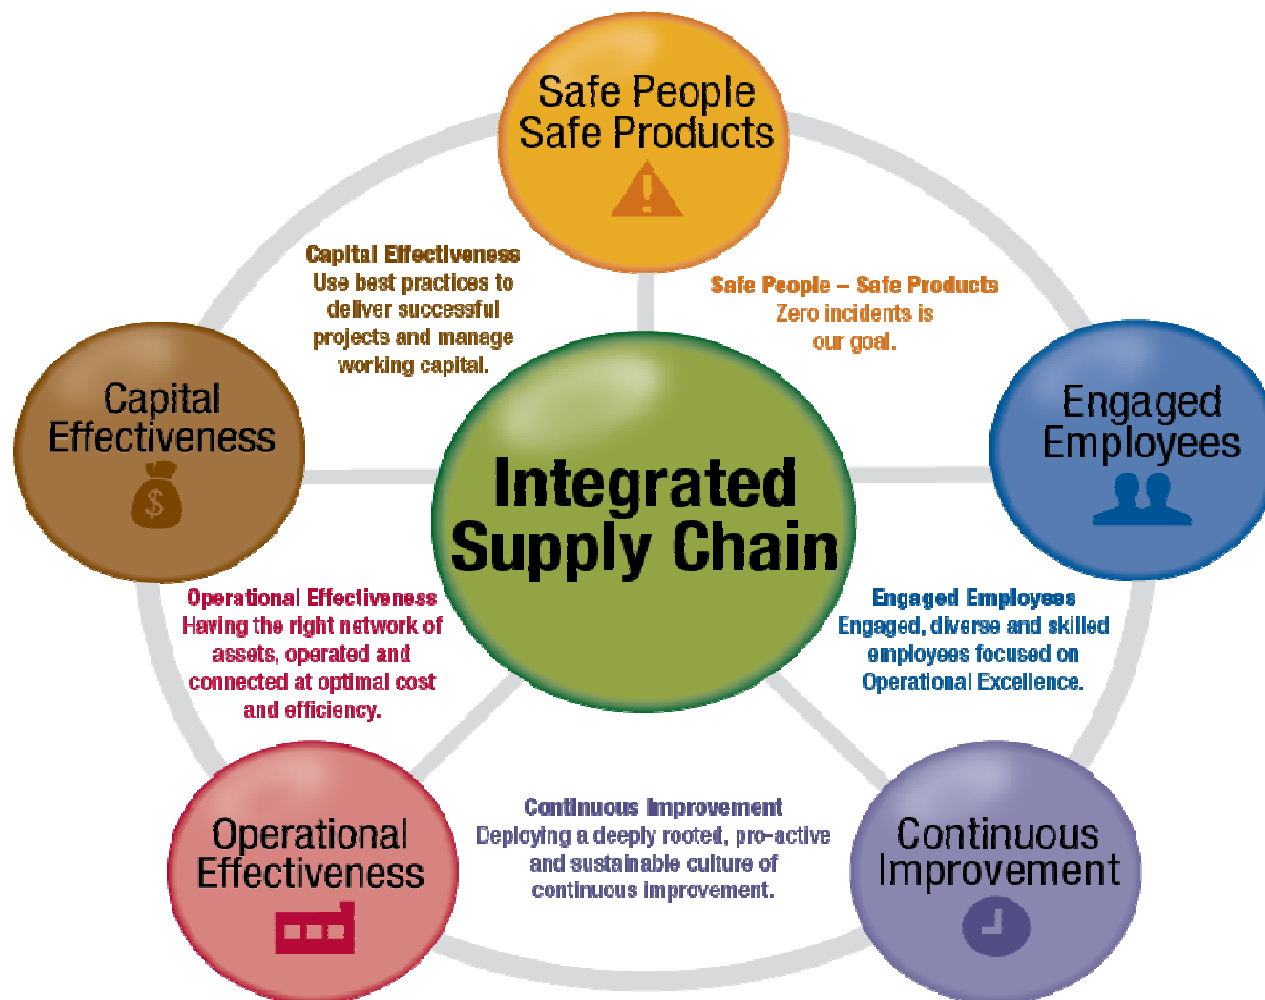 Safe People
Safe Products
Capital Effectiveness
Use best practices to
deliver successful
projects and manage
working capital.
Safe People – Safe Products
Zero incidents is
our goal.
Capital
Effectiveness
$
Integrated
Supply Chain
Engaged
Employees
Operational Effectiveness
Having the right network of
assets, operated and
connected at optimal cost
and efficiency.
Engaged Employees
Engaged, diverse and skilled
employees focused on
Operational Excellence.
Operational
Effectiveness
Continuous Improvement
Deploying a deeply rooted, pro-active
and sustainable culture of
continuous improvement.
Continuous
Improvement